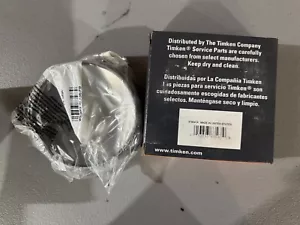 Distributed by The Timken Company
Timken® Service Parts are carefully
chosen from select manufacturers.
Keep dry and clean.
Distribuidas por La Compañía Timken
Las piezas para servicio Timken® son
cuidadosamente escogidas de fabricantes
selectos. Manténgase seco y limpio.
www.timken.com